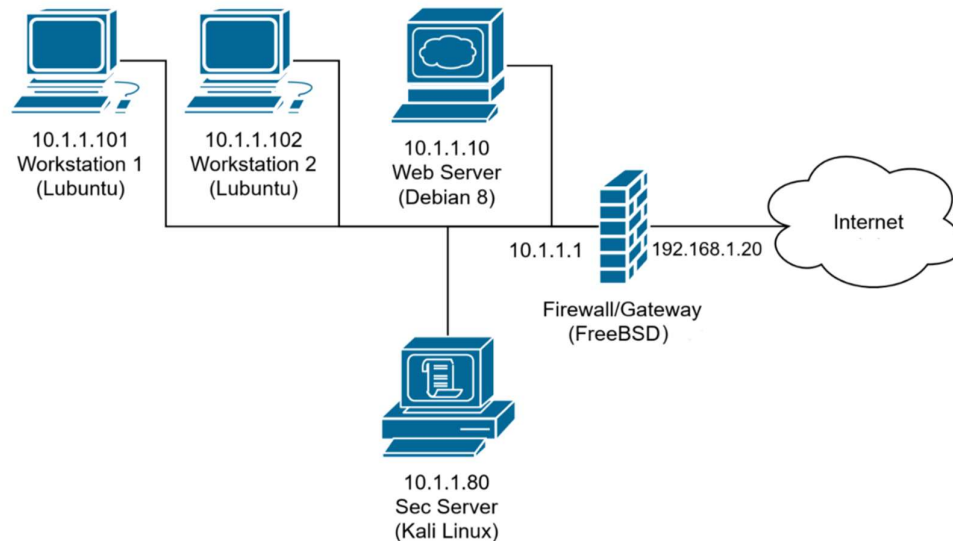 10.1.1.101
Workstation 1
(Lubuntu)
10.1.1.102
Workstation 2
(Lubuntu)
10.1.1.10
Web Server
(Debian 8)
10.1.1.1
192.168.1.20
Internet
Firewall/Gateway
(FreeBSD)
10.1.1.80
Sec Server
(Kali Linux)